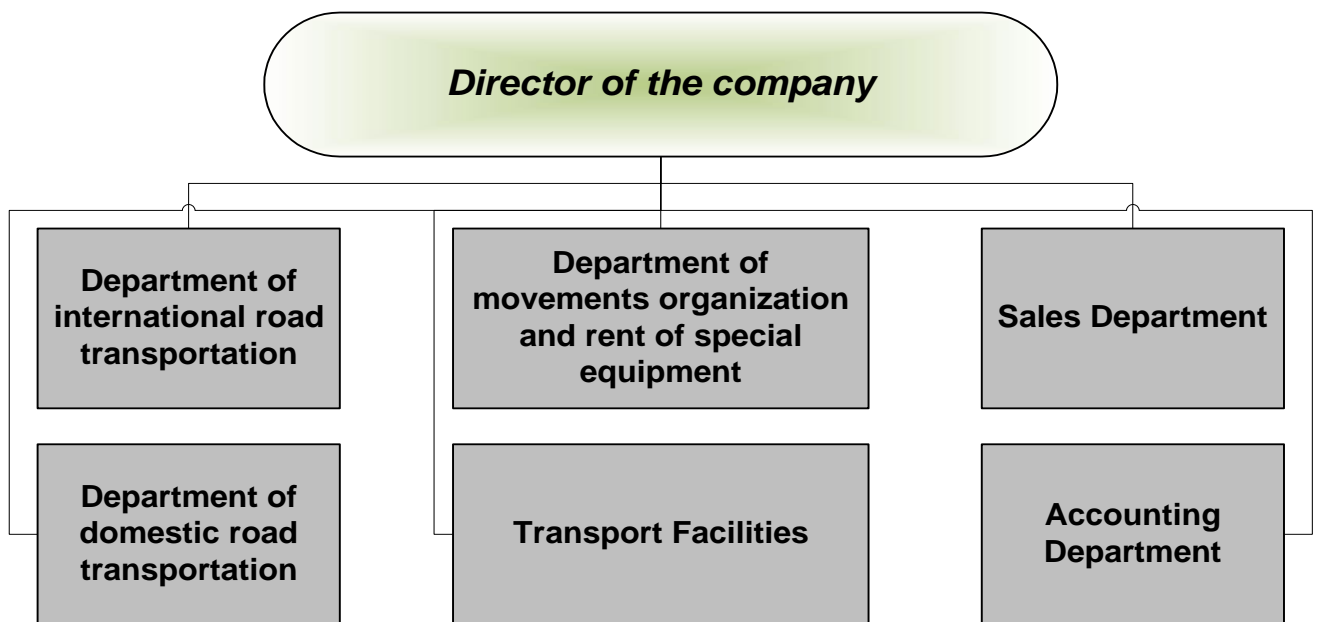 Director of the company
Department of
international road
transportation
Department of
movements organization
and rent of special
equipment
Sales Department
Department of
domestic road
transportation
Transport Facilities
Accounting
Department